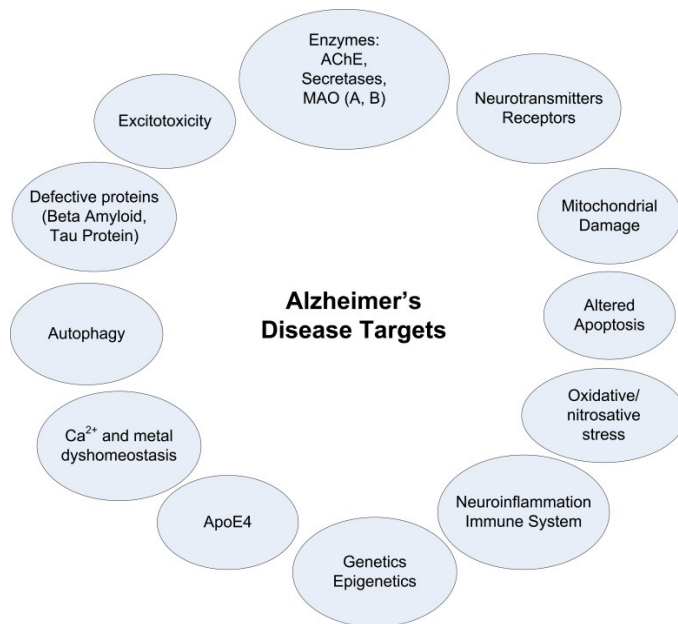 Enzymes:
AChE,
Secretases,
MAO (A, B)
Neurotransmitters
Receptors
Mitochondrial
Damage
Altered
Apoptosis
Oxidative/
nitrosative
stress
Neuroinflammation
Immune System
Genetics
Epigenetics
ApoE4
Ca²⁺ and metal
dyshomeostasis
Autophagy
Defective proteins
(Beta Amyloid,
Tau Protein)
Excitotoxicity
Alzheimer's
Disease Targets